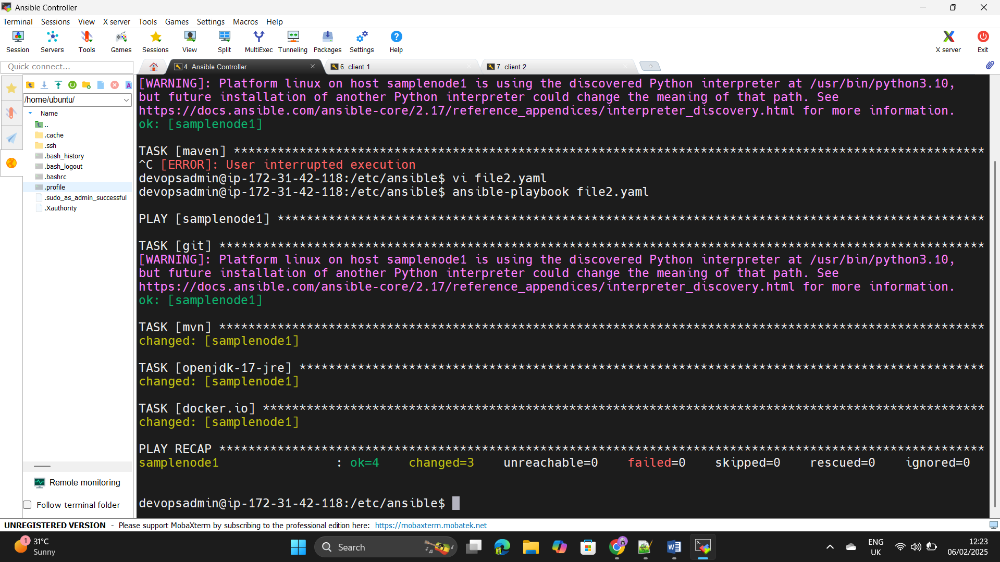 Ansible Controller
Terminal Sessions View X server Tools Games Settings Macros Help
Session Servers Tools Games Sessions View Split MultiExec Tunneling Packages Settings Help X server Exit
Quick connect...
4. Ansible Controller
6. client 1
7. client 2
/home/ubuntu/
Name
..
.cache
.ssh
.bash_history
.bash_logout
.bashrc
.profile
.sudo_as_admin_successful
.Xauthority
Remote monitoring
Follow terminal folder
[WARNING]: Platform linux on host samplenode1 is using the discovered Python interpreter at /usr/bin/python3.10,
but future installation of another Python interpreter could change the meaning of that path. See
https://docs.ansible.com/ansible-core/2.17/reference_appendices/interpreter_discovery.html for more information.
ok: [samplenode1]
TASK [maven] *******************************************************************************************************
^C [ERROR]: User interrupted execution
devopsadmin@ip-172-31-42-118:/etc/ansible$ vi file2.yaml
devopsadmin@ip-172-31-42-118:/etc/ansible$ ansible-playbook file2.yaml
PLAY [samplenode1] *************************************************************************************************
TASK [git] *********************************************************************************************************
[WARNING]: Platform linux on host samplenode1 is using the discovered Python interpreter at /usr/bin/python3.10,
but future installation of another Python interpreter could change the meaning of that path. See
https://docs.ansible.com/ansible-core/2.17/reference_appendices/interpreter_discovery.html for more information.
ok: [samplenode1]
TASK [mvn] *********************************************************************************************************
changed: [samplenode1]
TASK [openjdk-17-jre] **********************************************************************************************
changed: [samplenode1]
TASK [docker.io] ***************************************************************************************************
changed: [samplenode1]
PLAY RECAP *********************************************************************************************************
samplenode1 : ok=4 changed=3 unreachable=0 failed=0 skipped=0 rescued=0 ignored=0
devopsadmin@ip-172-31-42-118:/etc/ansible$
UNREGISTERED VERSION - Please support MobaXterm by subscribing to the professional edition here: https://mobaxterm.mobatek.net
1
31°C
Sunny
Search
ENG
UK
12:23
06/02/2025